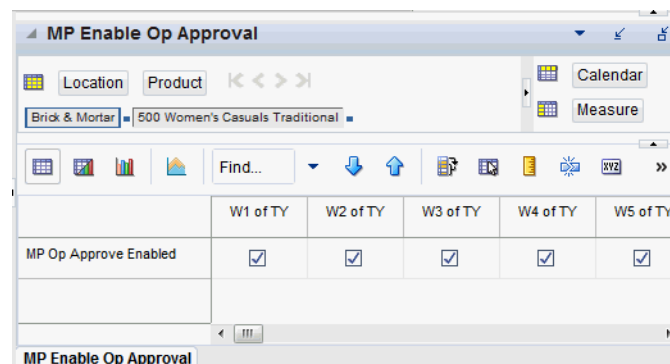 MP Enable Op Approval
Location Product
Calendar
Brick & Mortar 500 Women's Casuals Traditional
Measure
Find...
XYZ
W1 of TY W2 of TY W3 of TY W4 of TY W5 of TY
MP Op Approve Enabled
MP Enable Op Approval